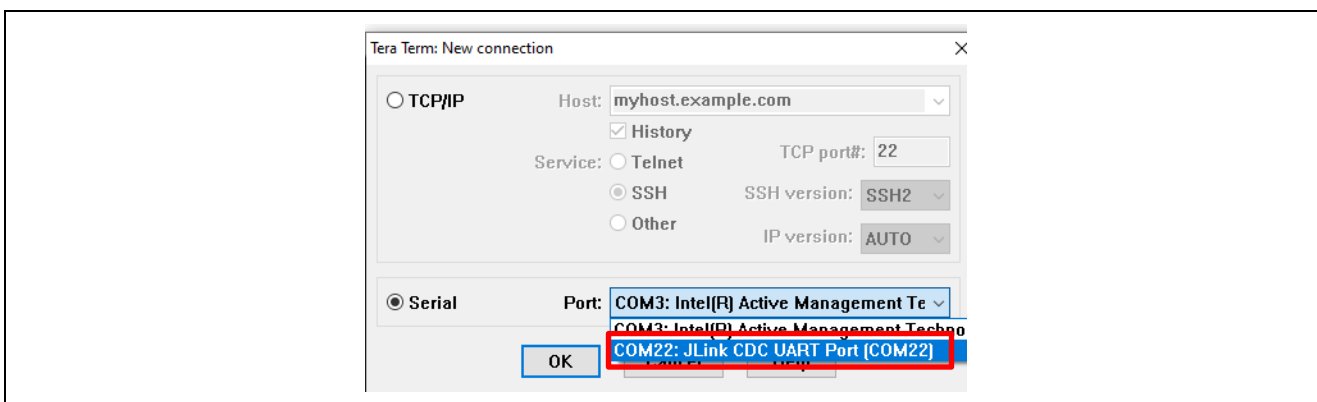 Tera Term: New connection
TCP/IP
Host: myhost.example.com
History
TCP port#: 22
Service: Telnet
SSH
SSH version: SSH2
Other
IP version: AUTO
Serial
Port: COM3: Intel(R) Active Management Te
COM3: Intel(R) Active Management Techno
COM22: JLink CDC UART Port (COM22)
OK